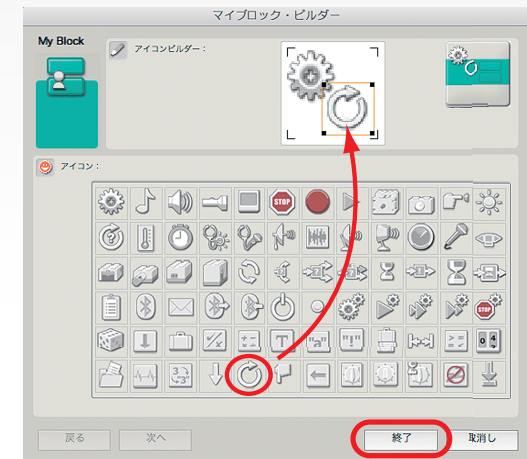 マイブロック・ビルダー
My Block
アイコンビルダー：
アイコン：
STOP
STOP
T
"a"
"!"
戻る
次へ
終了
取消し